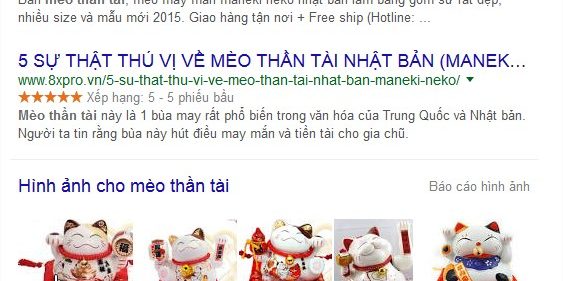 Bán mèo thần tài, mèo may mắn maneki neko nhật bản làm bằng gốm sứ rất đẹp,
nhiều size và mẫu mới 2015. Giao hàng tận nơi + Free ship (Hotline: ...
5 SỰ THẬT THÚ VỊ VỀ MÈO THẦN TÀI NHẬT BẢN (MANEK...
www.8xpro.vn/5-su-that-thu-vi-ve-meo-than-tai-nhat-ban-maneki-neko/
Xếp hạng: 5 - 5 phiếu bầu
Mèo thần tài này là 1 bùa may rất phổ biến trong văn hóa của Trung Quốc và Nhật bản.
Người ta tin rằng bùa này hút điều may mắn và tiền tài cho gia chủ.
Hình ảnh cho mèo thần tài
Báo cáo hình ảnh